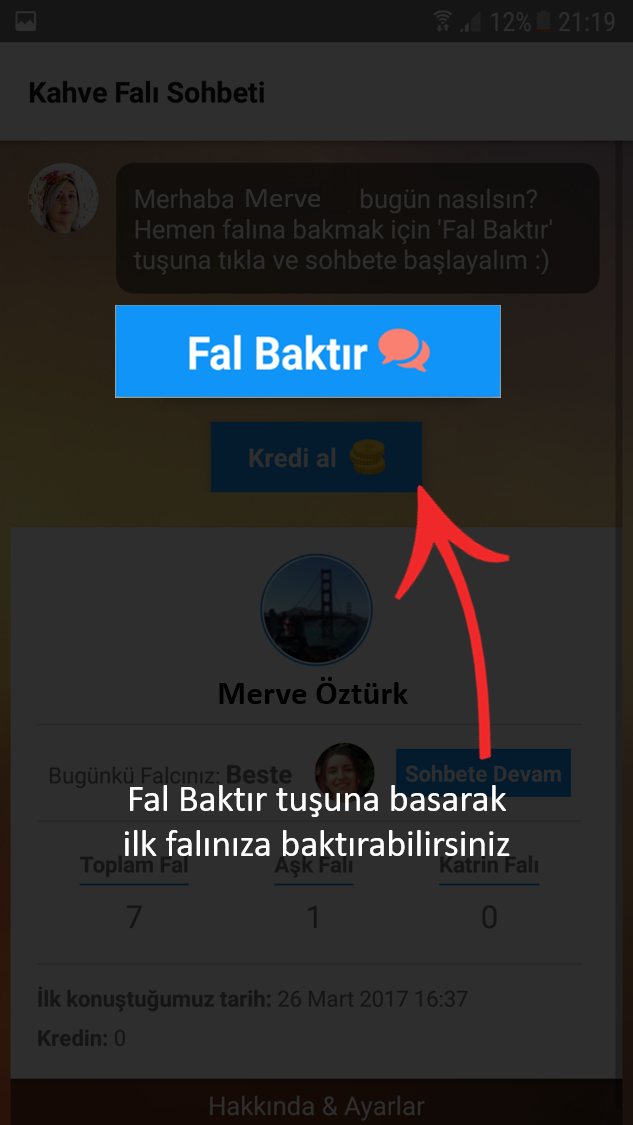 12% 21:19
Kahve Falı Sohbeti
Merhaba Merve bugün nasılsın?
Hemen falına bakmak için 'Fal Baktır'
tuşuna tıkla ve sohbete başlayalım :)
Fal Baktır
Kredi al
Merve Öztürk
Bugünkü Falcınız: Beste Sohbete Devam
Fal Baktır tuşuna basarak
ilk falınıza baktırabilirsiniz
Toplam Fal Aşk Falı Katrin Falı
7 1 0
İlk konuştuğumuz tarih: 26 Mart 2017 16:37
Kredin: 0
Hakkında & Ayarlar